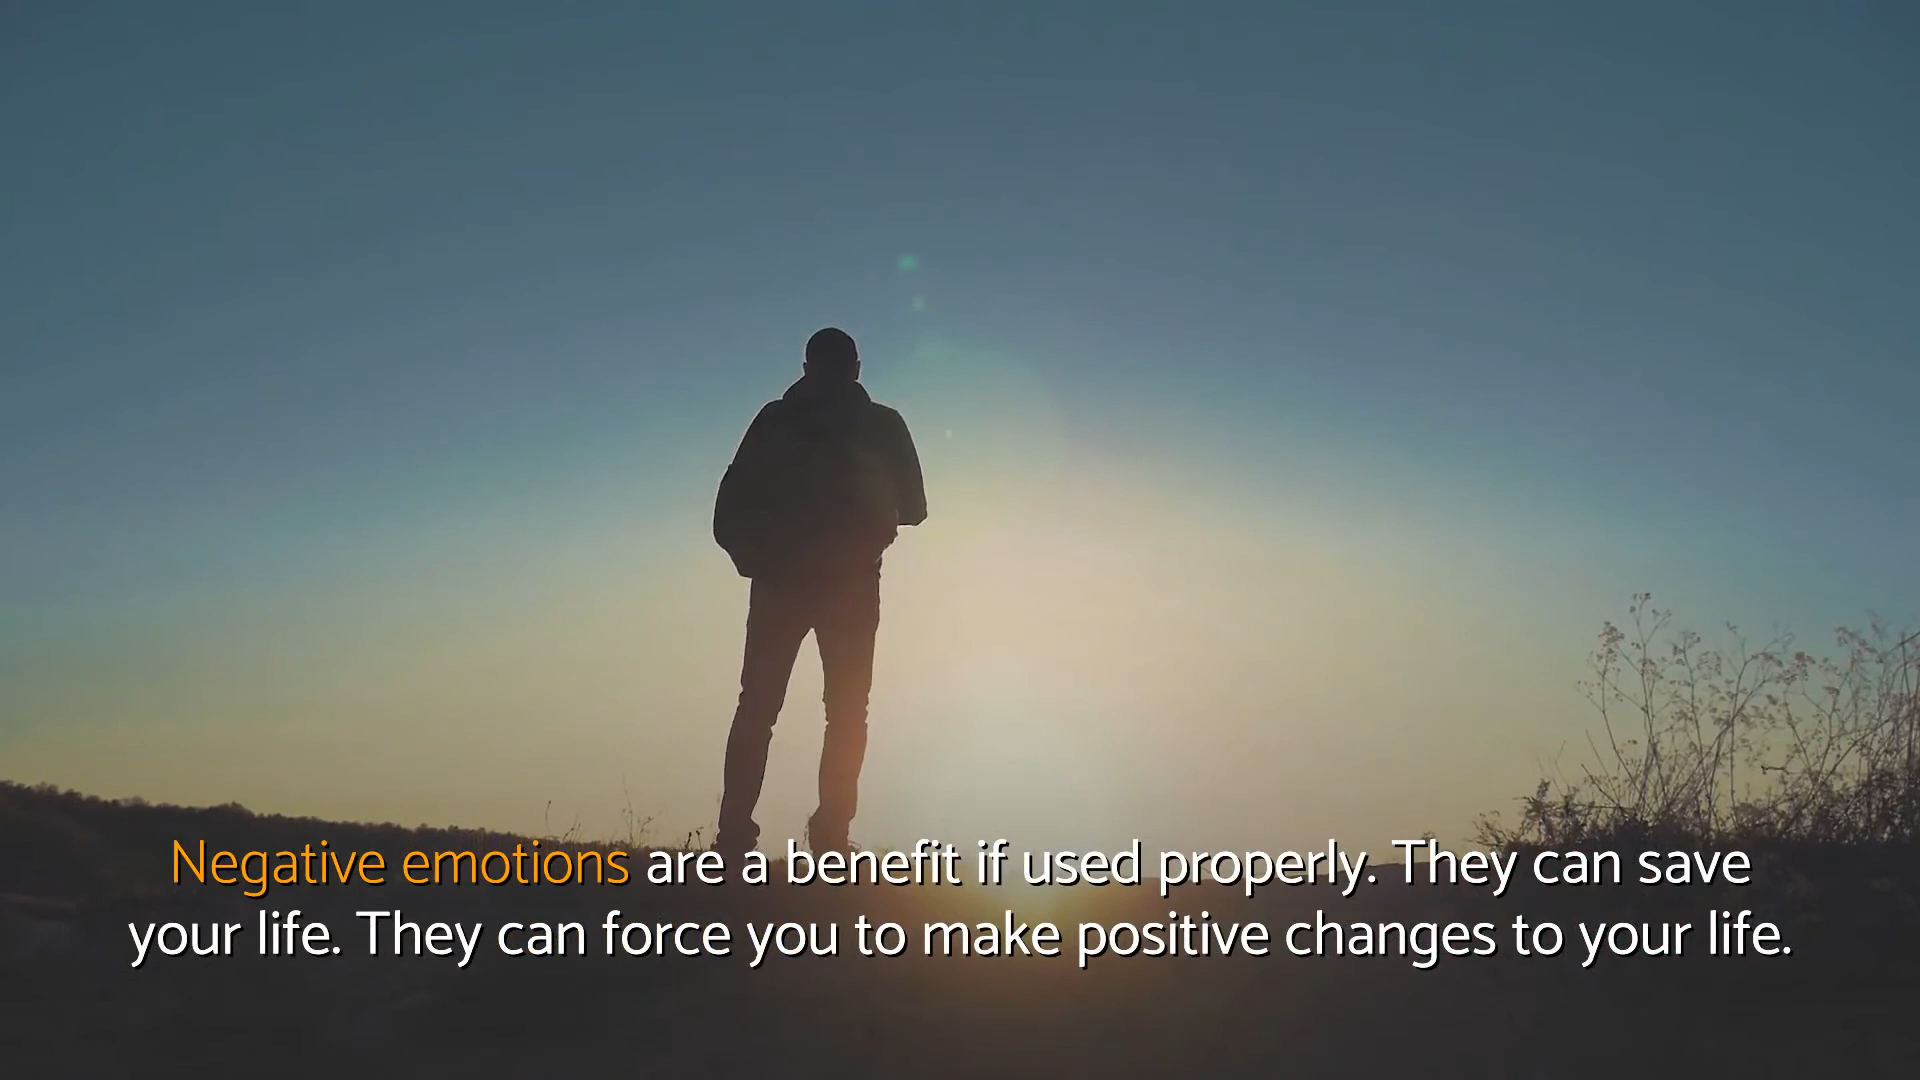 Negative emotions are a benefit if used properly. They can save
your life. They can force you to make positive changes to your life.